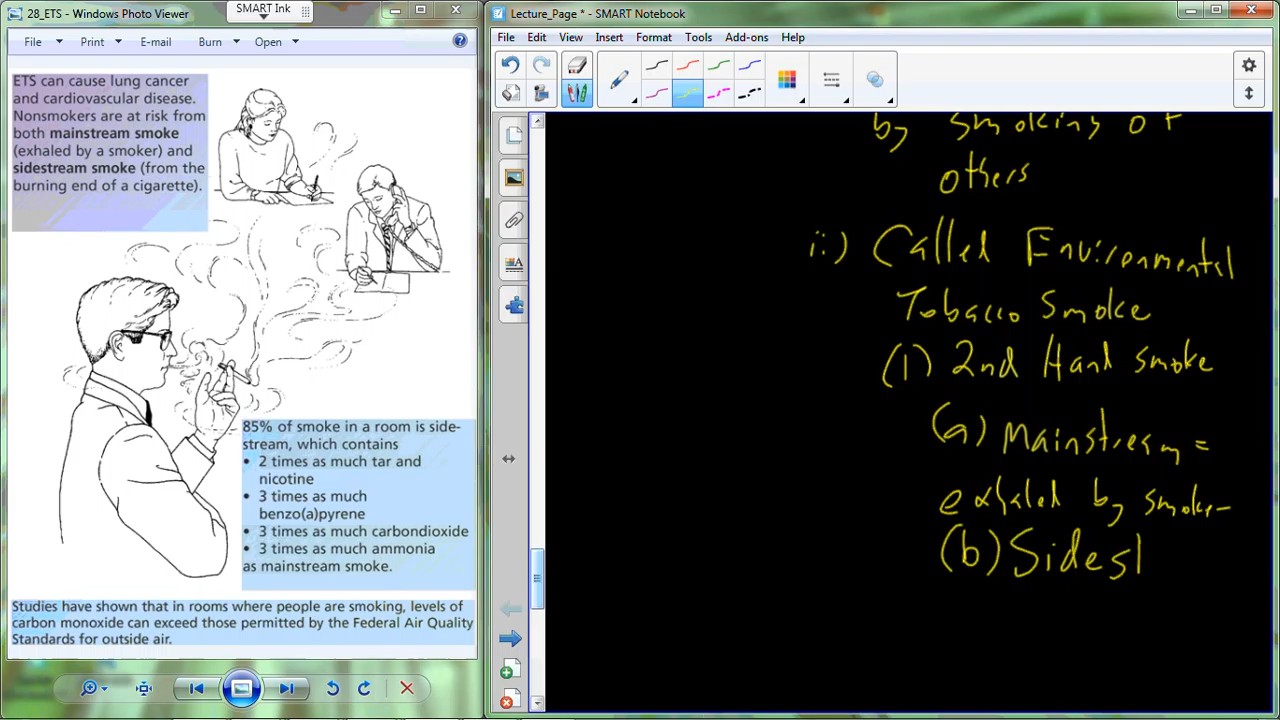 28_ETS - Windows Photo Viewer
SMART Ink
File Print E-mail Burn Open
ETS can cause lung cancer
and cardiovascular disease.
Nonsmokers are at risk from
both mainstream smoke
(exhaled by a smoker) and
sidestream smoke (from the
burning end of a cigarette).
85% of smoke in a room is side-
stream, which contains
• 2 times as much tar and
nicotine
• 3 times as much
benzo(a)pyrene
• 3 times as much carbondioxide
• 3 times as much ammonia
as mainstream smoke.
Studies have shown that in rooms where people are smoking, levels of
carbon monoxide can exceed those permitted by the Federal Air Quality
Standards for outside air.
Lecture_Page * - SMART Notebook
File Edit View Insert Format Tools Add-ons Help
by smoking of
others
ii) Called Environmental
Tobacco Smoke
(1) 2nd Hand smoke
(a) Mainstream =
exhaled by smoker
(b) Sidest